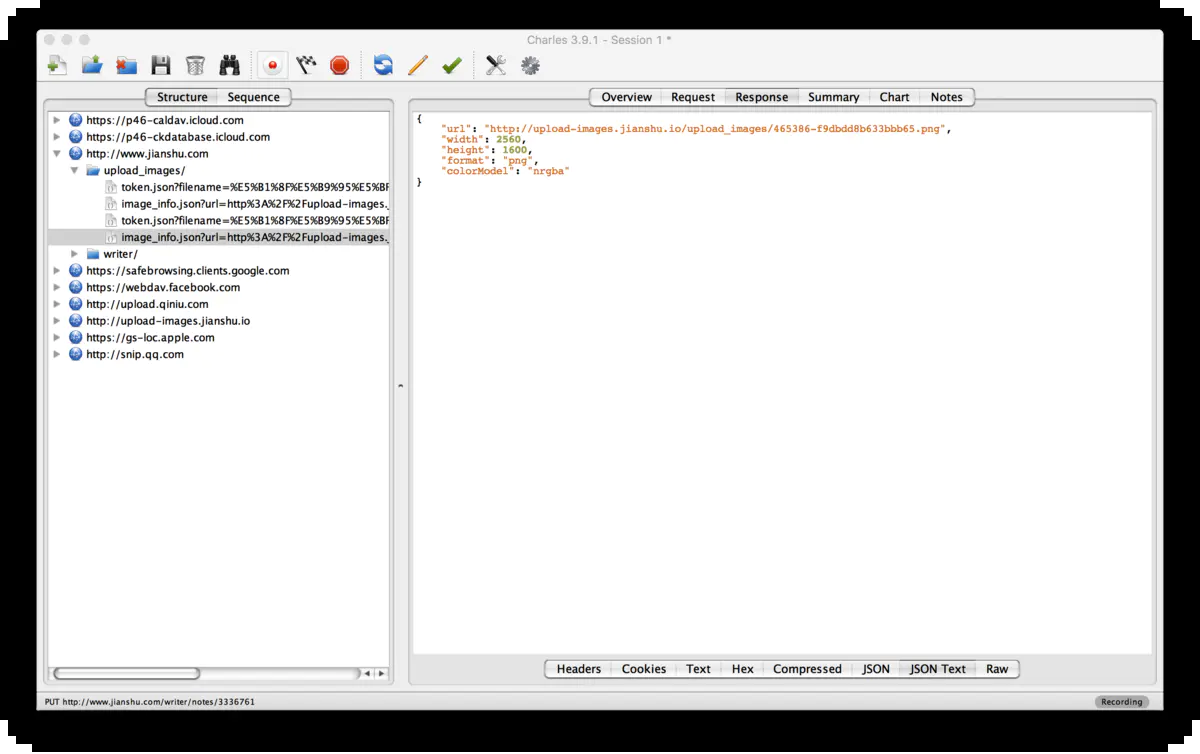 Charles 3.9.1 - Session 1 *
Structure Sequence
https://p46-caldav.icloud.com
https://p46-ckdatabase.icloud.com
http://www.jianshu.com
upload_images/
token.json?filename=%E5%B1%8F%E5%B9%95%E5%BF
image_info.json?url=http%3A%2F%2Fupload-images.
token.json?filename=%E5%B1%8F%E5%B9%95%E5%BF
image_info.json?url=http%3A%2F%2Fupload-images.
writer/
https://safebrowsing.clients.google.com
https://webdav.facebook.com
http://upload.qiniu.com
http://upload-images.jianshu.io
https://gs-loc.apple.com
http://snip.qq.com
Overview Request Response Summary Chart Notes
{
"url": "http://upload-images.jianshu.io/upload_images/465386-f9dbdd8b633bbb65.png",
"width": 2560,
"height": 1600,
"format": "png",
"colorModel": "nrgba"
}
Headers Cookies Text Hex Compressed JSON JSON Text Raw
PUT http://www.jianshu.com/writer/notes/3336761
Recording